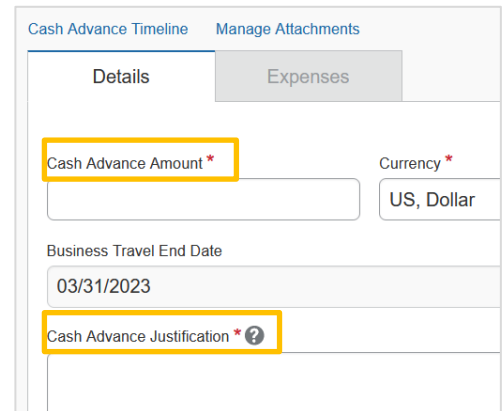 Cash Advance Timeline Manage Attachments
Details Expenses
Cash Advance Amount * Currency *
US, Dollar
Business Travel End Date
03/31/2023
Cash Advance Justification * ?